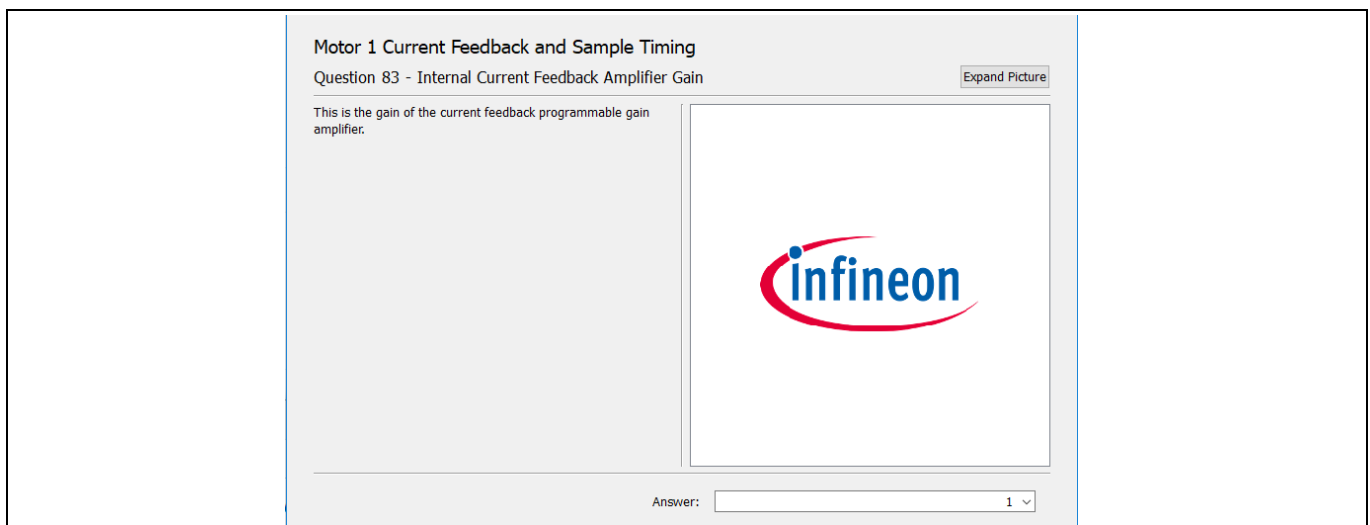 Motor 1 Current Feedback and Sample Timing
Question 83 - Internal Current Feedback Amplifier Gain
Expand Picture
This is the gain of the current feedback programmable gain
amplifier.
infineon
Answer:
1